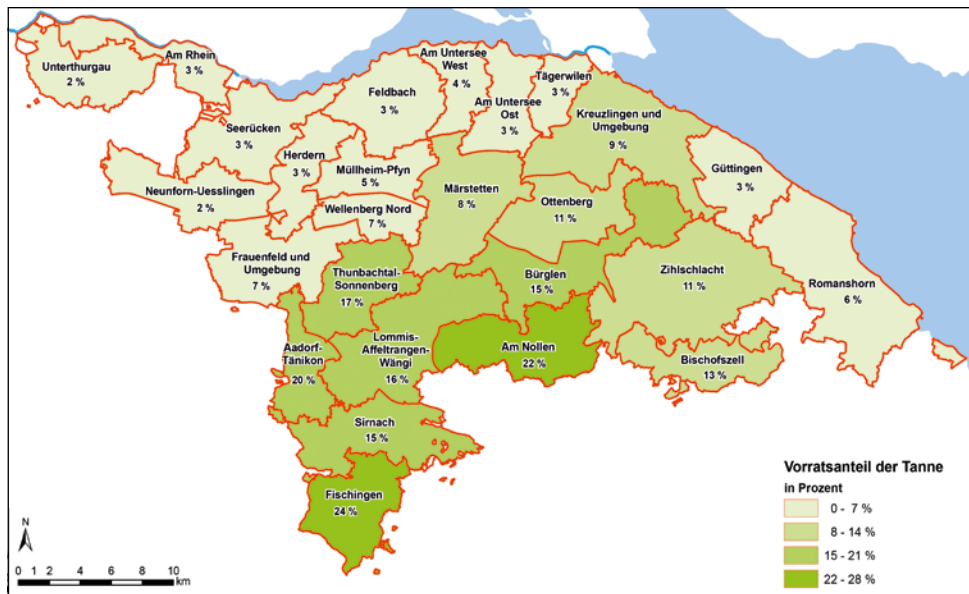 Unterthurgau
2 %
Am Rhein
3 %
Seerücken
3 %
Feldbach
3 %
Am Untersee
West
4 %
Am Untersee
Ost
3 %
Tägerwilen
3 %
Kreuzlingen und
Umgebung
9 %
Güttingen
3 %
Neunforn-Uesslingen
2 %
Herdern
3 %
Müllheim-Pfyn
5 %
Wellenberg Nord
7 %
Märstetten
8 %
Ottenberg
11 %
Frauenfeld und
Umgebung
7 %
Thunbachtal-
Sonnenberg
17 %
Bürglen
15 %
Zihlschlacht
11 %
Romanshorn
6 %
Aadorf-
Tänikon
20 %
Lommis-
Affeltrangen-
Wängi
16 %
Am Nollen
22 %
Bischofszell
13 %
Sirnach
15 %
Fischingen
24 %
Vorratsanteil der Tanne
in Prozent
0 - 7 %
8 - 14 %
15 - 21 %
22 - 28 %
N
0 1 2 4 6 8 10
km